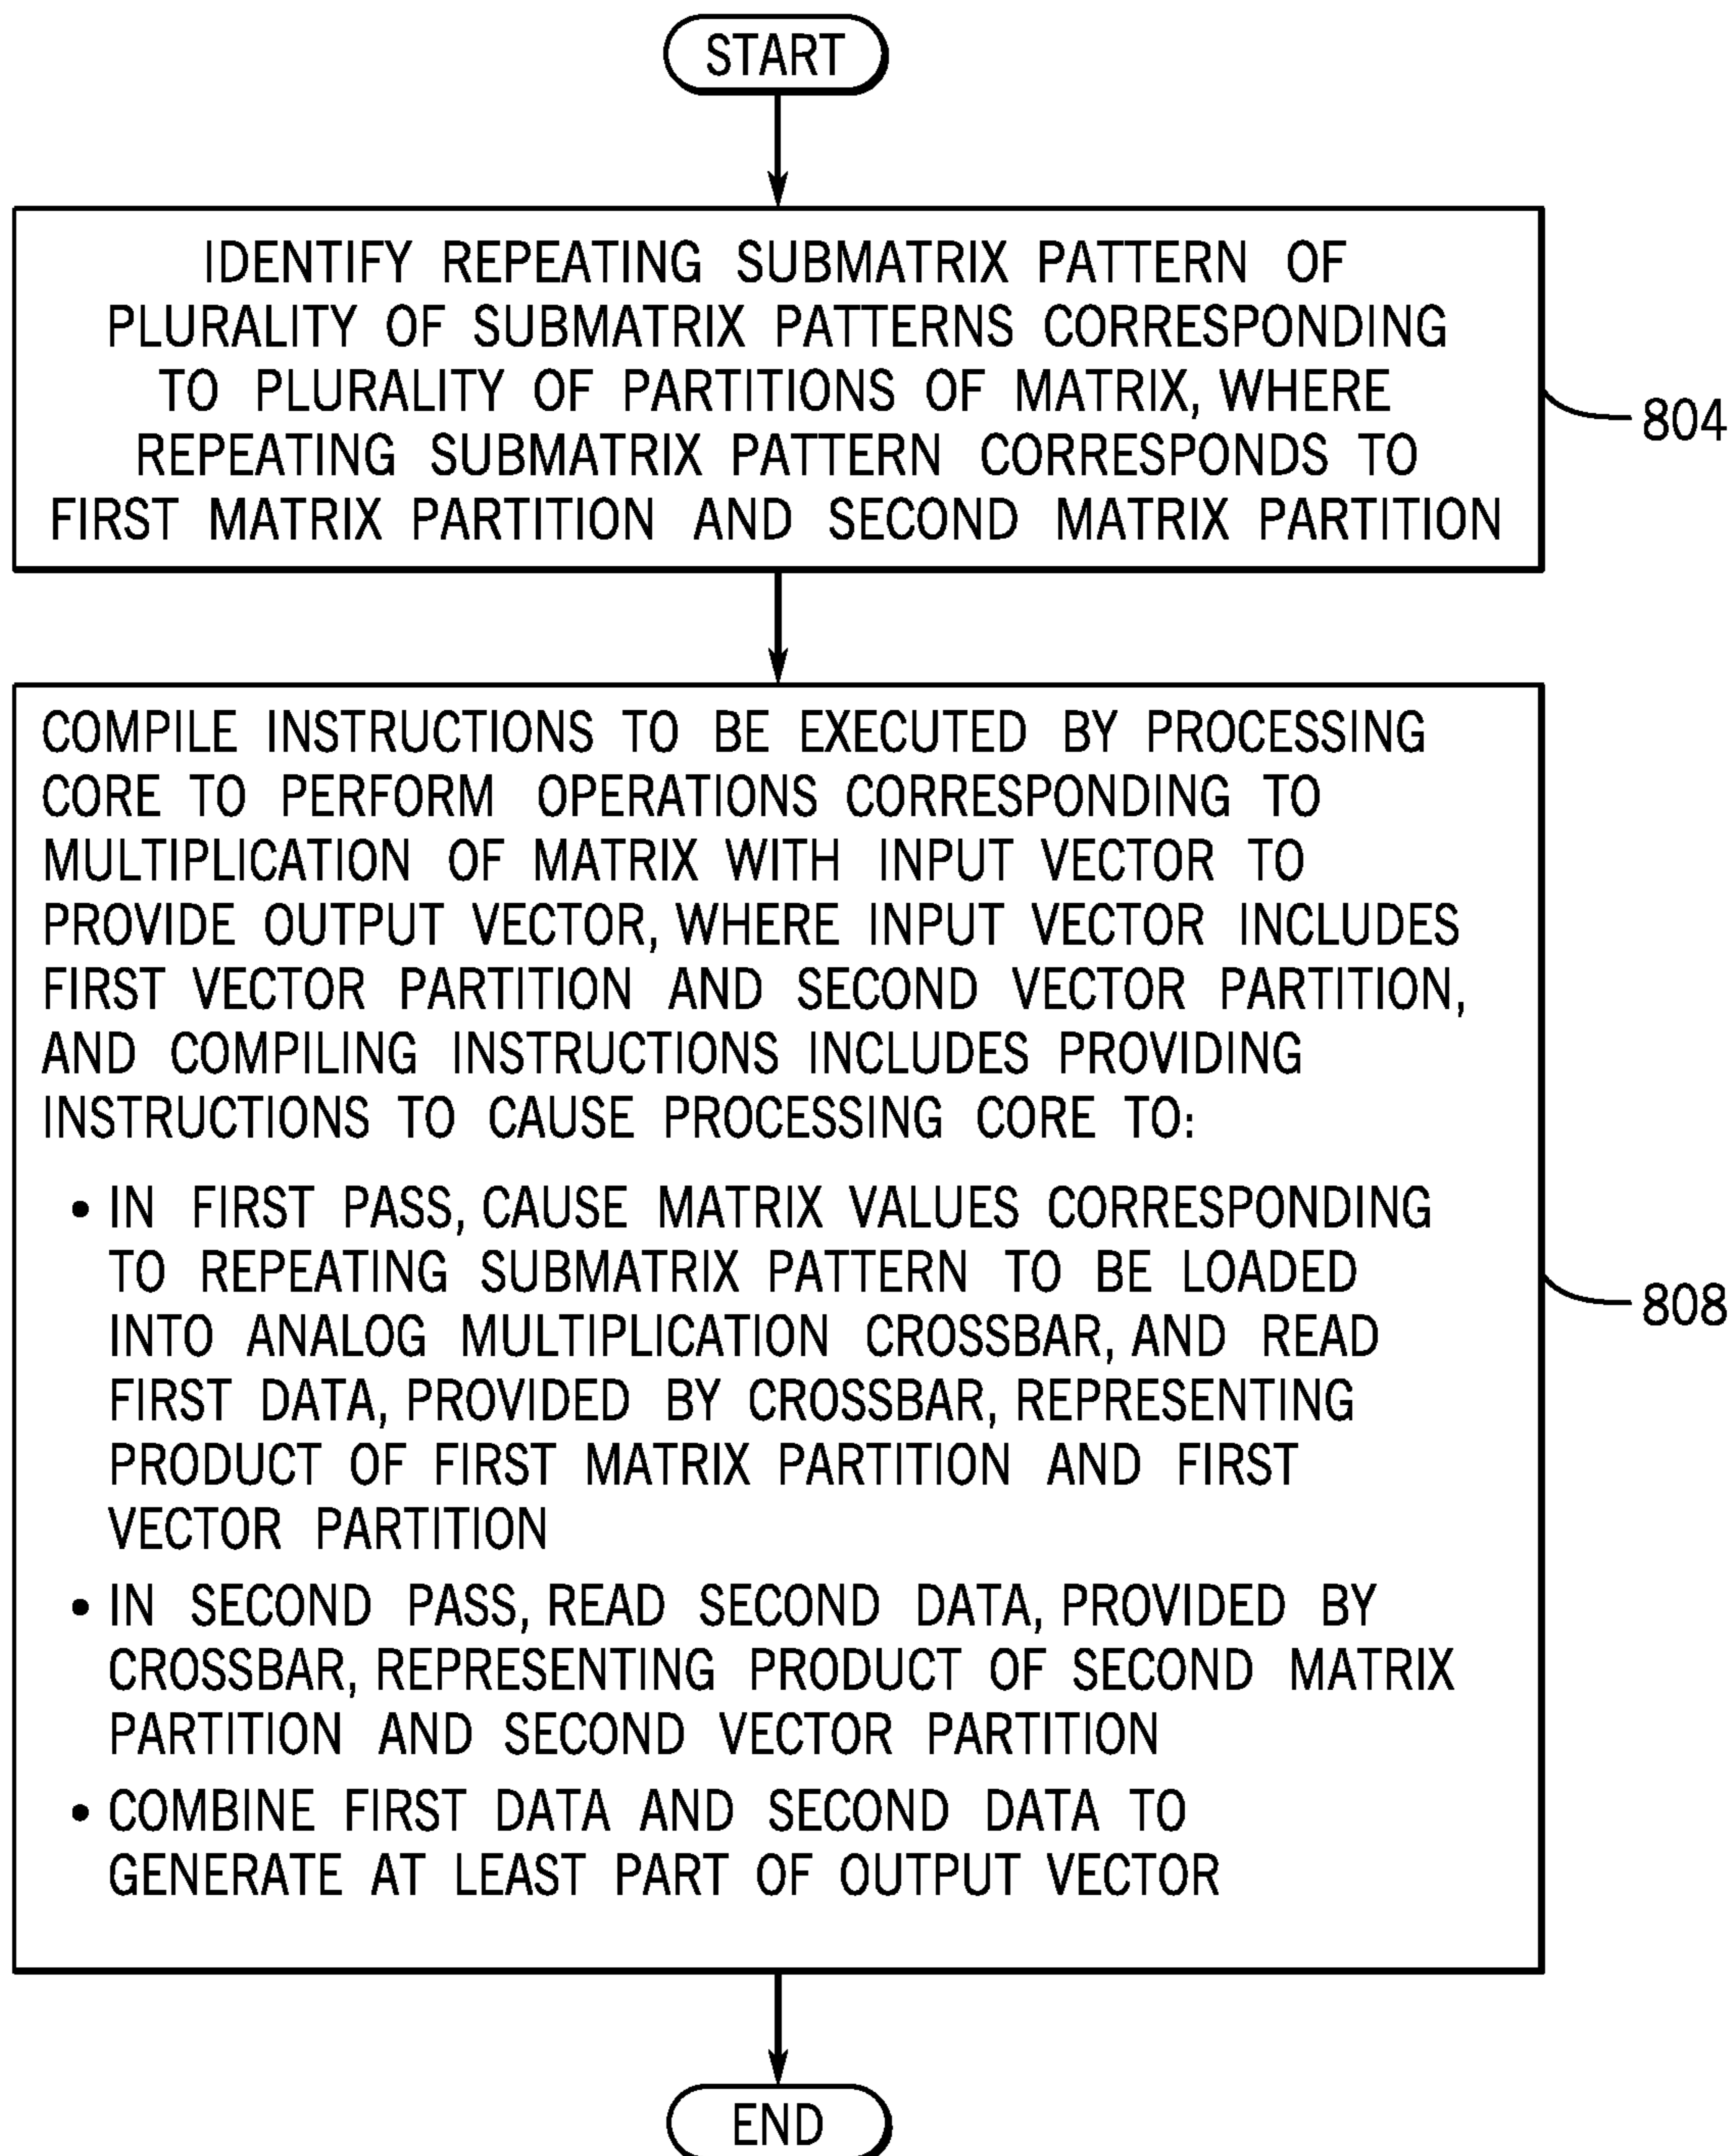 START
IDENTIFY REPEATING SUBMATRIX PATTERN OF
PLURALITY OF SUBMATRIX PATTERNS CORRESPONDING
TO PLURALITY OF PARTITIONS OF MATRIX, WHERE
REPEATING SUBMATRIX PATTERN CORRESPONDS TO
FIRST MATRIX PARTITION AND SECOND MATRIX PARTITION
804
COMPILE INSTRUCTIONS TO BE EXECUTED BY PROCESSING
CORE TO PERFORM OPERATIONS CORRESPONDING TO
MULTIPLICATION OF MATRIX WITH INPUT VECTOR TO
PROVIDE OUTPUT VECTOR, WHERE INPUT VECTOR INCLUDES
FIRST VECTOR PARTITION AND SECOND VECTOR PARTITION,
AND COMPILING INSTRUCTIONS INCLUDES PROVIDING
INSTRUCTIONS TO CAUSE PROCESSING CORE TO:
• IN FIRST PASS, CAUSE MATRIX VALUES CORRESPONDING
TO REPEATING SUBMATRIX PATTERN TO BE LOADED
INTO ANALOG MULTIPLICATION CROSSBAR, AND READ
FIRST DATA, PROVIDED BY CROSSBAR, REPRESENTING
PRODUCT OF FIRST MATRIX PARTITION AND FIRST
VECTOR PARTITION
• IN SECOND PASS, READ SECOND DATA, PROVIDED BY
CROSSBAR, REPRESENTING PRODUCT OF SECOND MATRIX
PARTITION AND SECOND VECTOR PARTITION
• COMBINE FIRST DATA AND SECOND DATA TO
GENERATE AT LEAST PART OF OUTPUT VECTOR
808
END